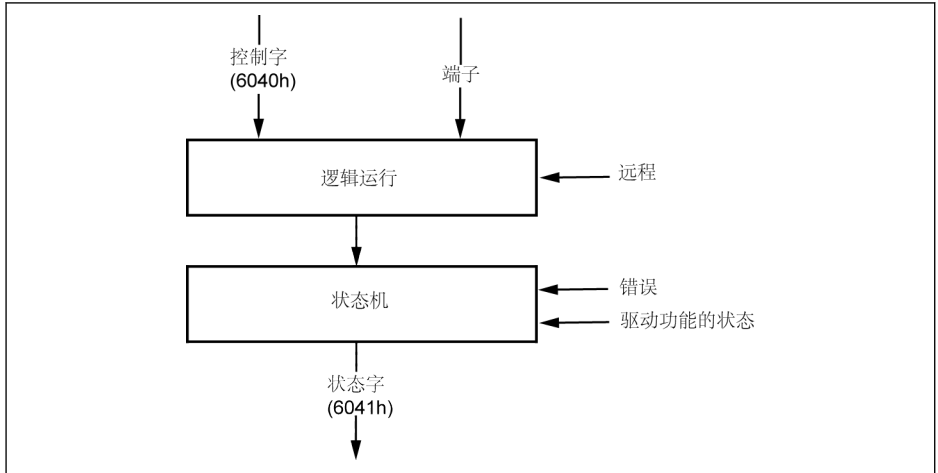 控制字
(6040h)
端子
逻辑运行
远程
状态机
错误
驱动功能的状态
状态字
(6041h)